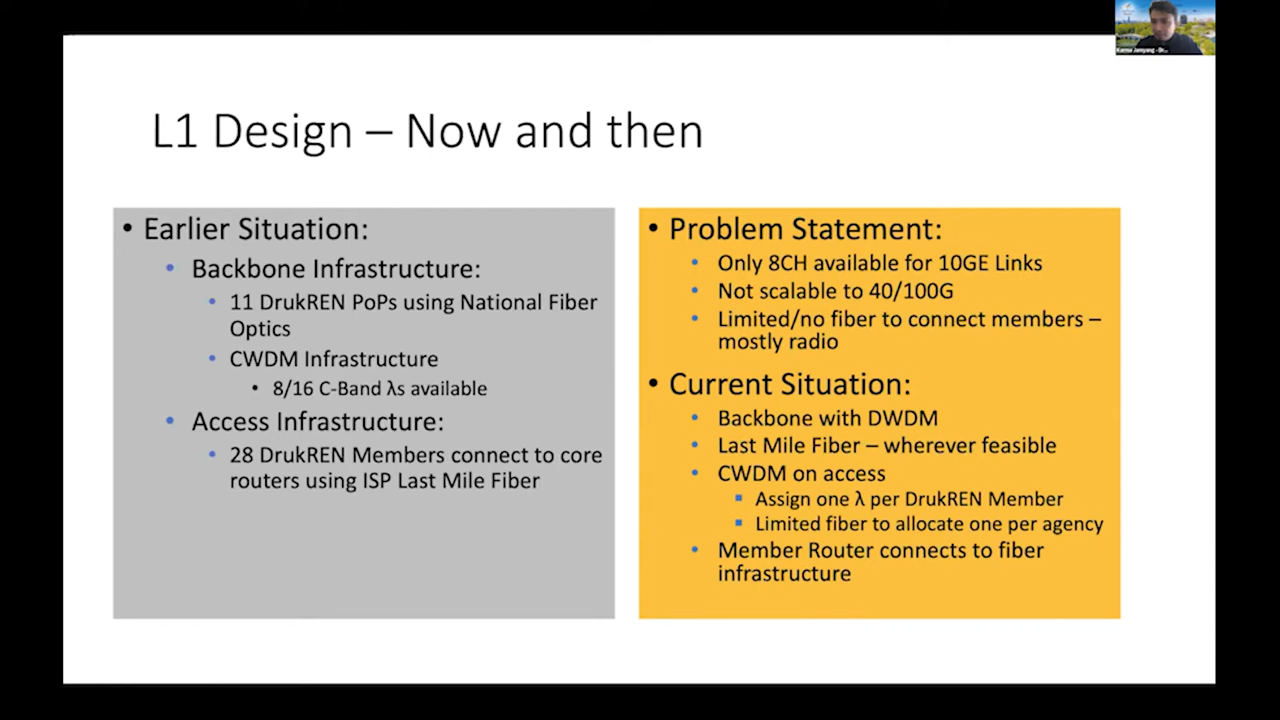 L1 Design – Now and then
• Earlier Situation:
• Backbone Infrastructure:
• 11 DrukREN PoPs using National Fiber
Optics
• CWDM Infrastructure
• 8/16 C-Band λs available
• Access Infrastructure:
• 28 DrukREN Members connect to core
routers using ISP Last Mile Fiber
• Problem Statement:
• Only 8CH available for 10GE Links
• Not scalable to 40/100G
• Limited/no fiber to connect members –
mostly radio
• Current Situation:
• Backbone with DWDM
• Last Mile Fiber – wherever feasible
• CWDM on access
▪ Assign one λ per DrukREN Member
▪ Limited fiber to allocate one per agency
• Member Router connects to fiber
infrastructure